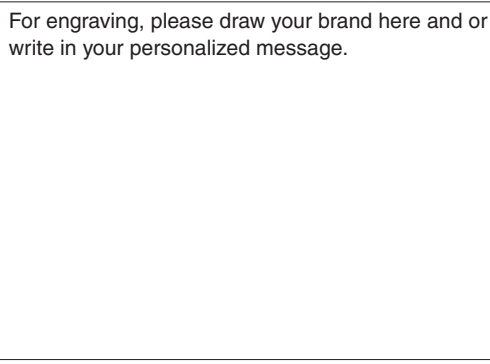 For engraving, please draw your brand here and or
write in your personalized message.